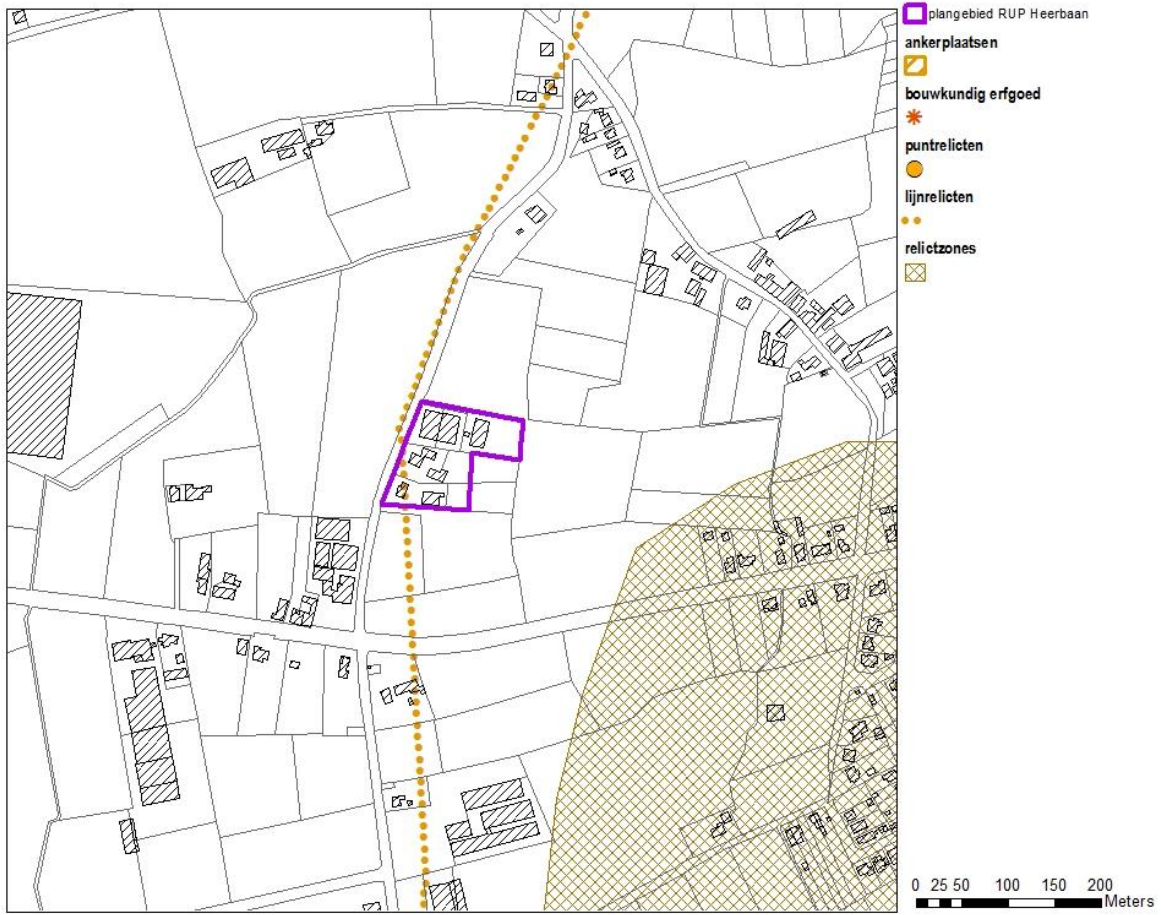 plangebied RUP Heerbaan
ankerplaatsen
bouwkundig erfgoed
puntrelicten
lijnrelicten
relictzones
0 25 50 100 150 200
Meters